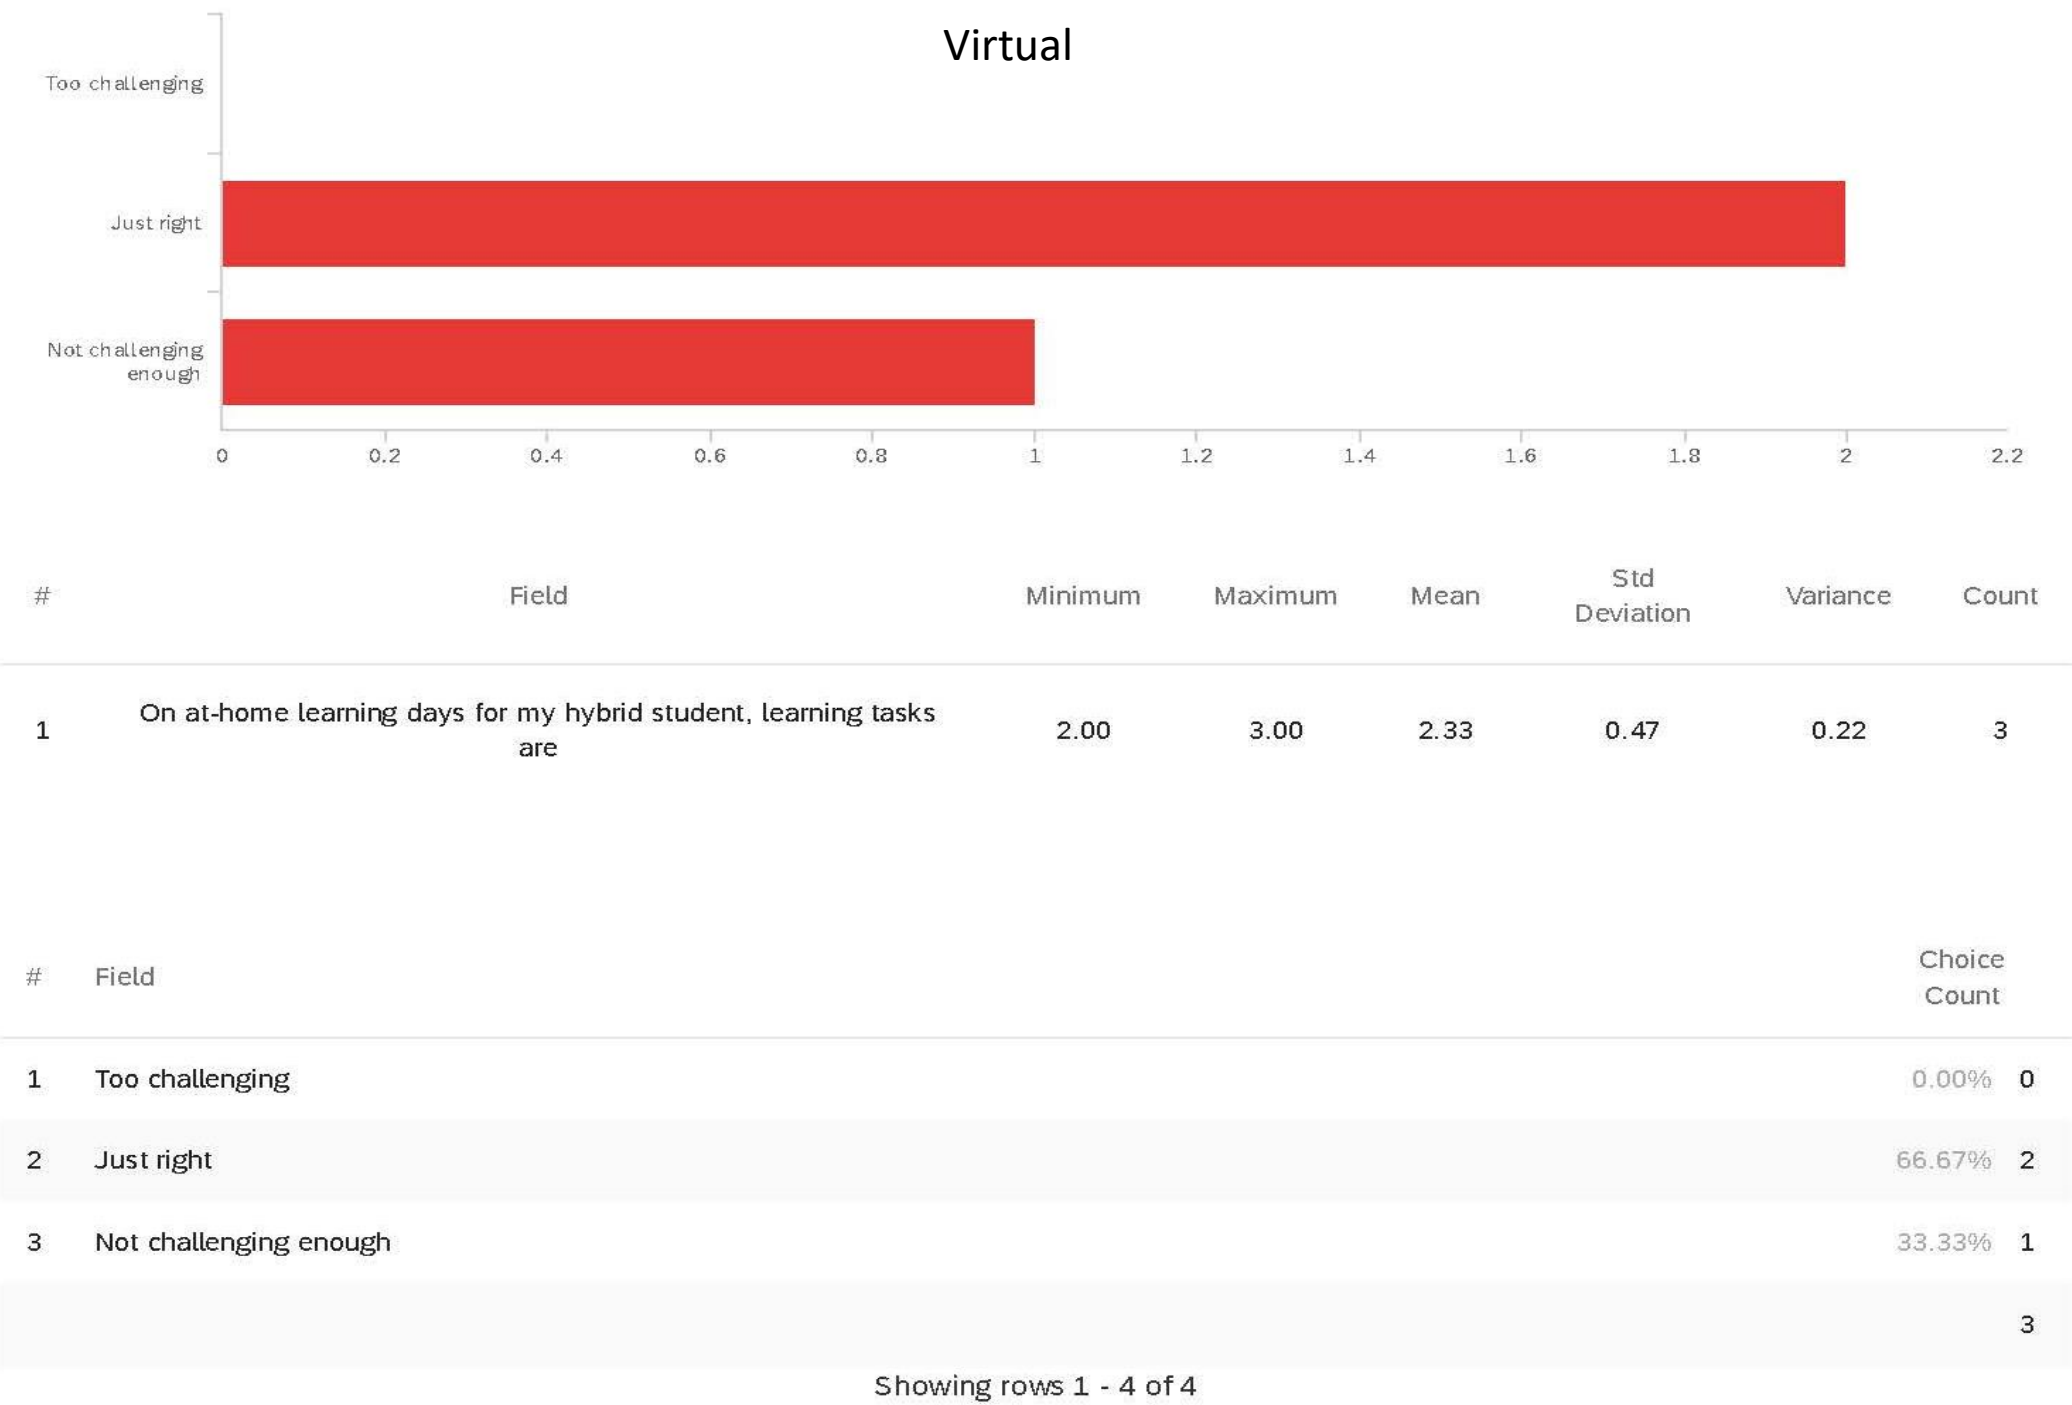 Virtual
Too challenging
Just right
Not challenging
enough
0 0.2 0.4 0.6 0.8 1 1.2 1.4 1.6 1.8 2 2.2
# Field Minimum Maximum Mean Std Deviation Variance Count
1 On at-home learning days for my hybrid student, learning tasks
are 2.00 3.00 2.33 0.47 0.22 3
# Field Choice Count
1 Too challenging 0.00% 0
2 Just right 66.67% 2
3 Not challenging enough 33.33% 1
3
Showing rows 1 - 4 of 4